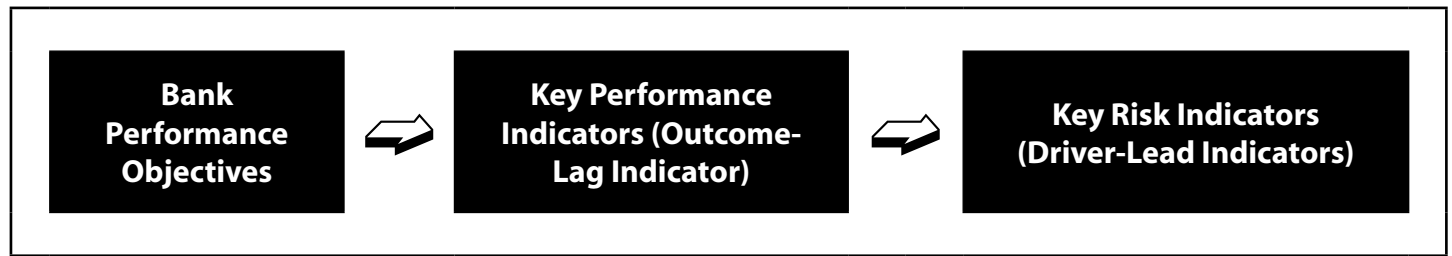 Bank
Performance
Objectives
Key Performance
Indicators (Outcome-
Lag Indicator)
Key Risk Indicators
(Driver-Lead Indicators)